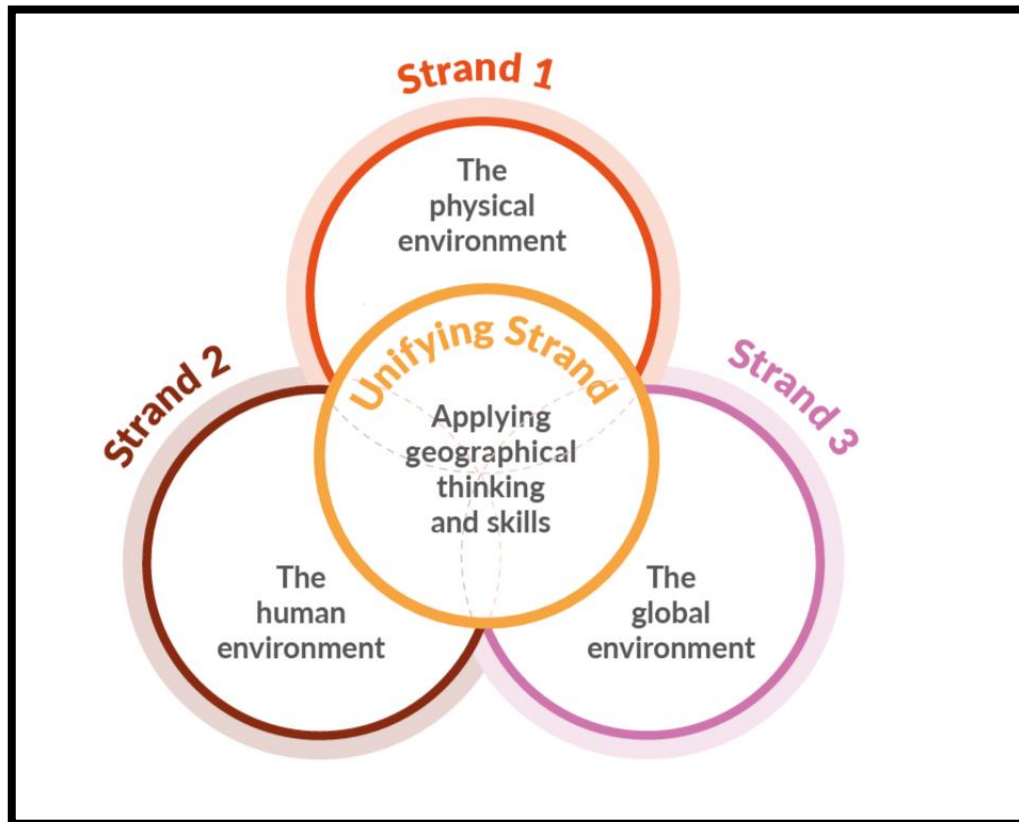 Strand 1
The
physical
environment
Unifying Strand
Applying
geographical
thinking
and skills
Strand 2
The
human
environment
Strand 3
The
global
environment